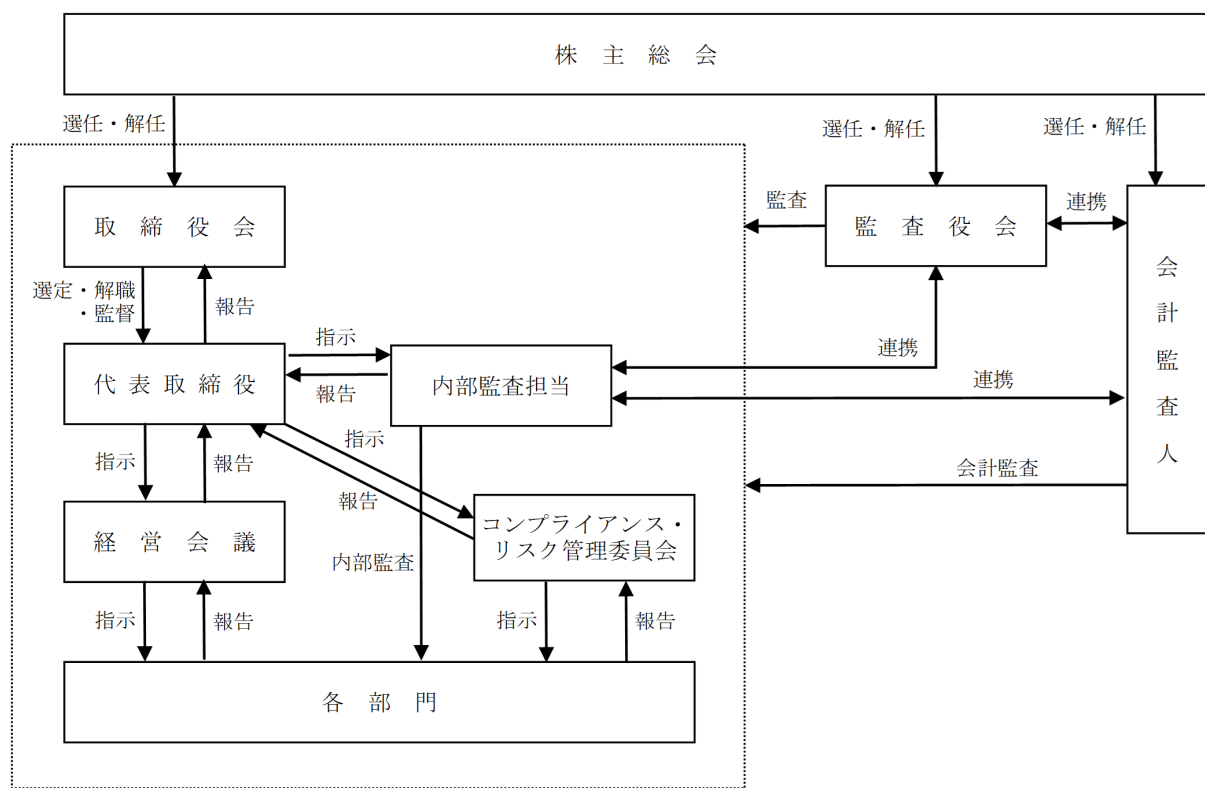 株主総会
選任・解任
選任・解任
選任・解任
取締役会
監査
監査役会
連携
会計監査人
選定・解職
・監督
報告
指示
連携
代表取締役
報告
内部監査担当
連携
指示
報告
指示
報告
会計監査
経営会議
内部監査
コンプライアンス・
リスク管理委員会
指示
報告
指示
報告
各部門